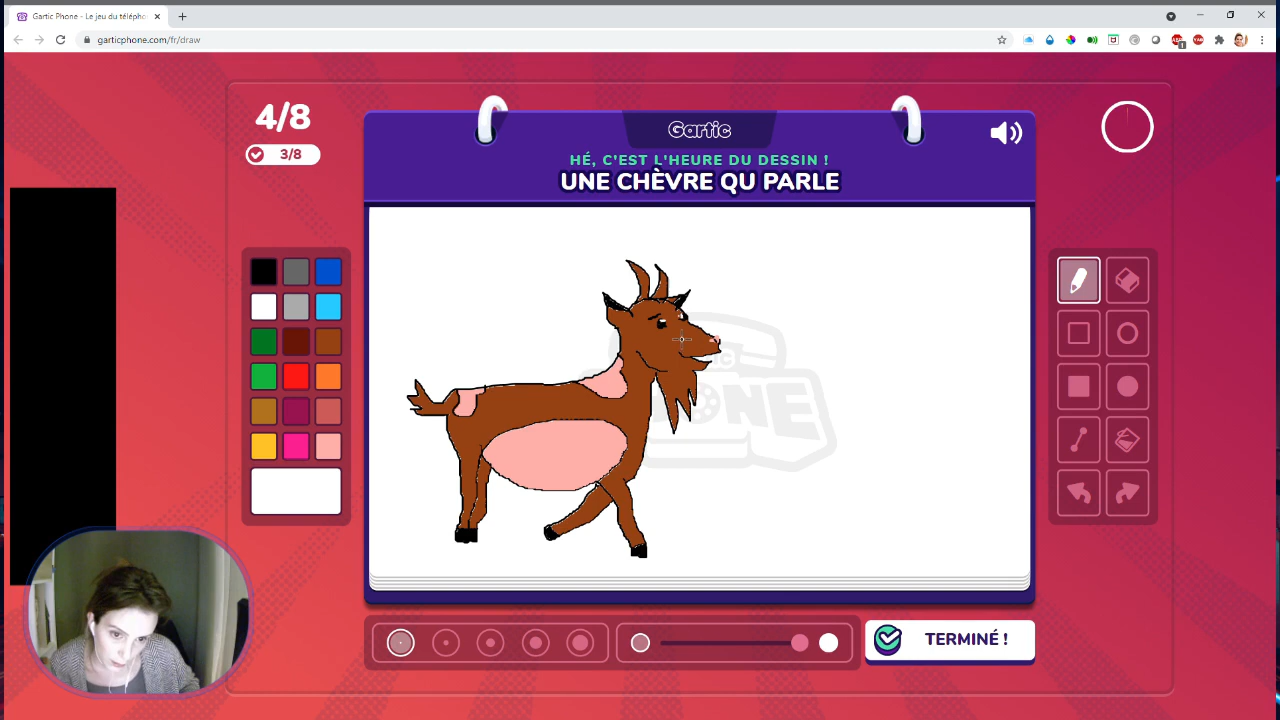 Gartic Phone - Le jeu du télépho
garticphone.com/fr/draw
4/8
3/8
Gartic
HÉ, C'EST L'HEURE DU DESSIN !
UNE CHÈVRE QU PARLE
TERMINÉ !